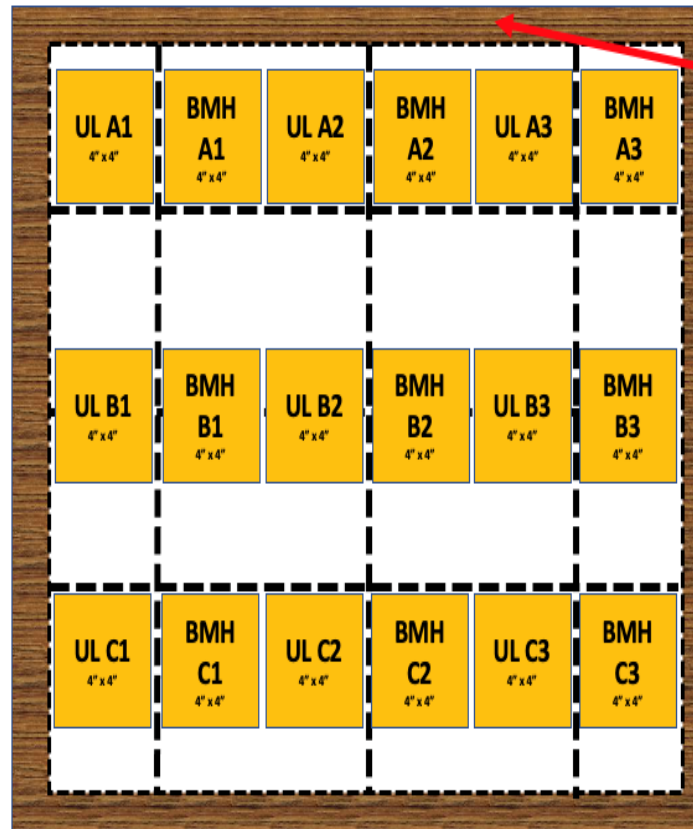 UL A1
4" x 4"
BMH
A1
4" x 4"
UL A2
4" x 4"
BMH
A2
4" x 4"
UL A3
4" x 4"
BMH
A3
4" x 4"
UL B1
4" x 4"
BMH
B1
4" x 4"
UL B2
4" x 4"
BMH
B2
4" x 4"
UL B3
4" x 4"
BMH
B3
4" x 4"
UL C1
4" x 4"
BMH
C1
4" x 4"
UL C2
4" x 4"
BMH
C2
4" x 4"
UL C3
4" x 4"
BMH
C3
4" x 4"